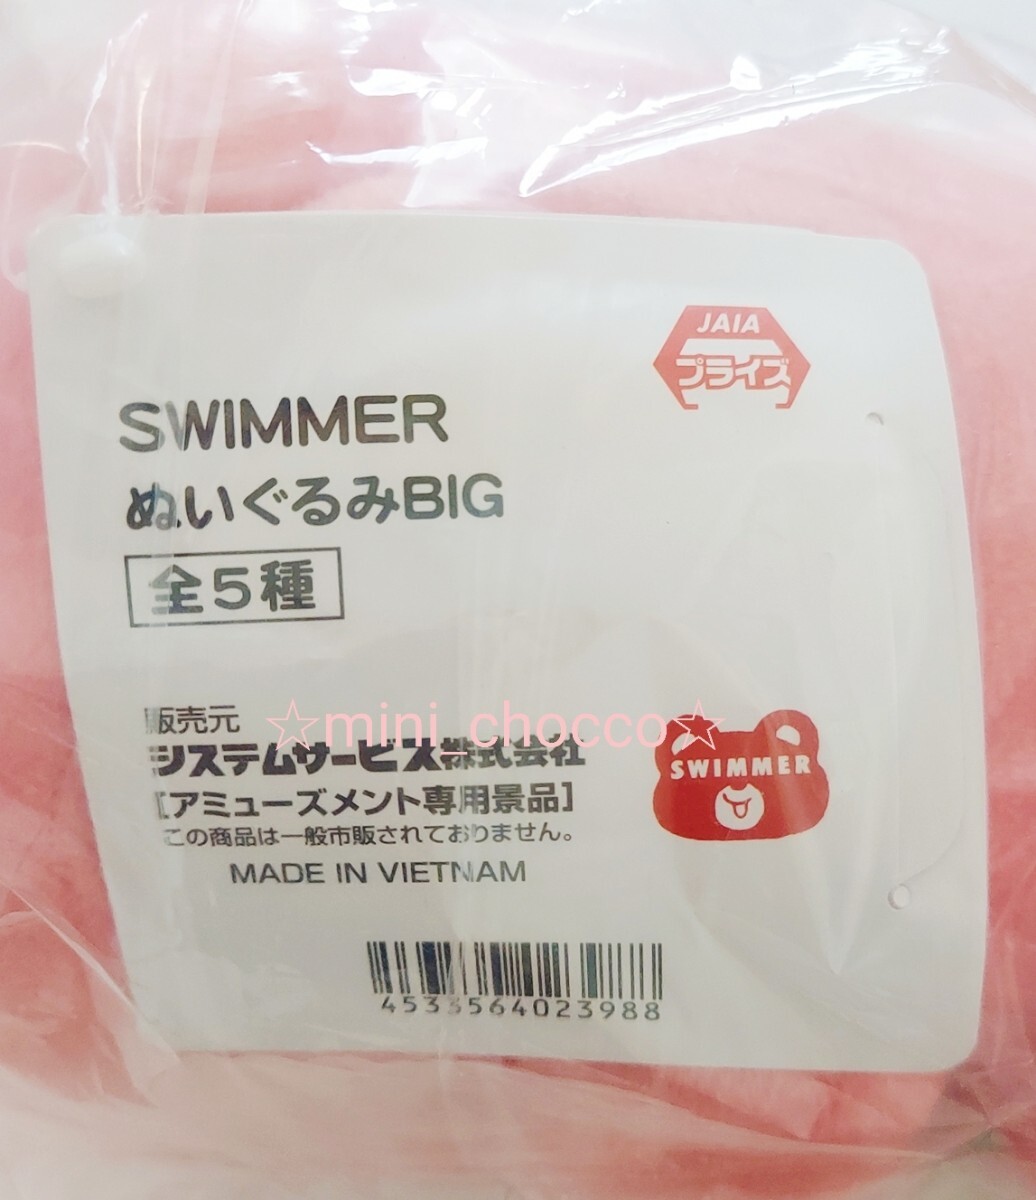 JAIA
プライズ
SWIMMER
ぬいぐるみBIG
全5種
販売元
☆mini_chocco☆
システムサービス株式会社
SWIMMER
[アミューズメント専用景品]
この商品は一般市販されておりません。
MADE IN VIETNAM
4533564023988